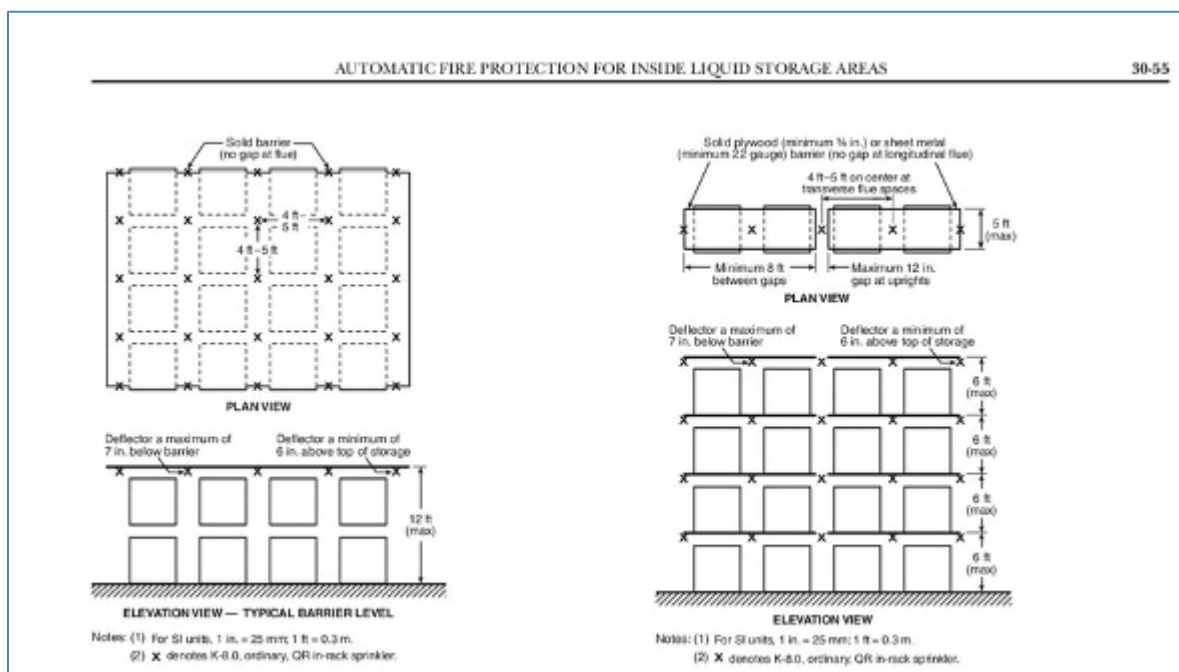 AUTOMATIC FIRE PROTECTION FOR INSIDE LIQUID STORAGE AREAS
30-55
Solid barrier
(no gap at flue)
4 ft–
5 ft
4 ft–5 ft
PLAN VIEW
Deflector a maximum of
7 in. below barrier
Deflector a minimum of
6 in. above top of storage
12 ft
(max)
ELEVATION VIEW — TYPICAL BARRIER LEVEL
Notes: (1) For SI units, 1 in. = 25 mm; 1 ft = 0.3 m.
(2) X denotes K-8.0, ordinary, QR in-rack sprinkler.
Solid plywood (minimum ⅜ in.) or sheet metal
(minimum 22 gauge) barrier (no gap at longitudinal flue)
4 ft–5 ft on center at
transverse flue spaces
5 ft
(max)
Minimum 8 ft
between gaps
Maximum 12 in.
gap at uprights
PLAN VIEW
Deflector a maximum of
7 in. below barrier
Deflector a minimum of
6 in. above top of storage
6 ft
(max)
6 ft
(max)
6 ft
(max)
6 ft
(max)
ELEVATION VIEW
Notes: (1) For SI units, 1 in. = 25 mm; 1 ft = 0.3 m.
(2) X denotes K-8.0, ordinary, QR in-rack sprinkler.